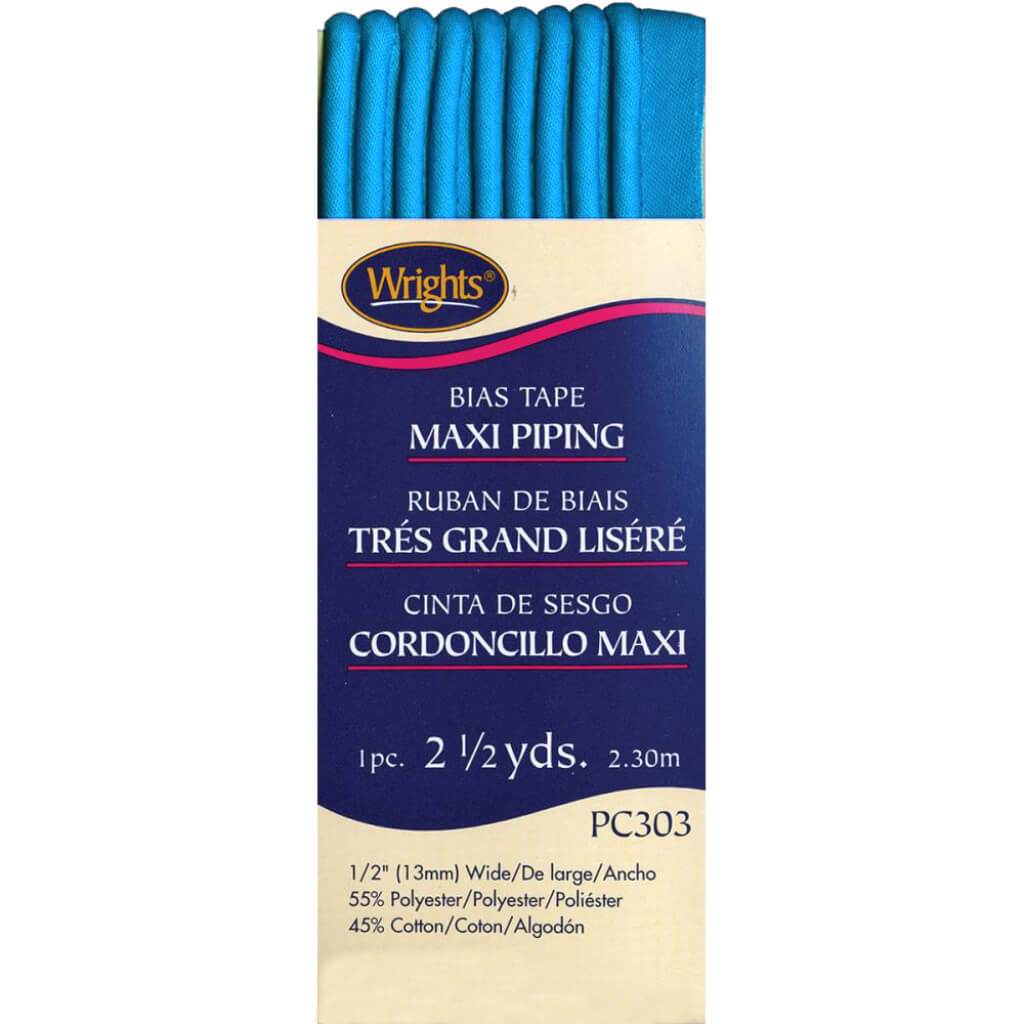 Wrights®
BIAS TAPE
MAXI PIPING
RUBAN DE BIAIS
TRÉS GRAND LISÉRÉ
CINTA DE SESGO
CORDONCILLO MAXI
1pc. 2 1/2 yds. 2.30m
PC303
1/2" (13mm) Wide/De large/Ancho
55% Polyester/Polyester/Poliéster
45% Cotton/Coton/Algodón